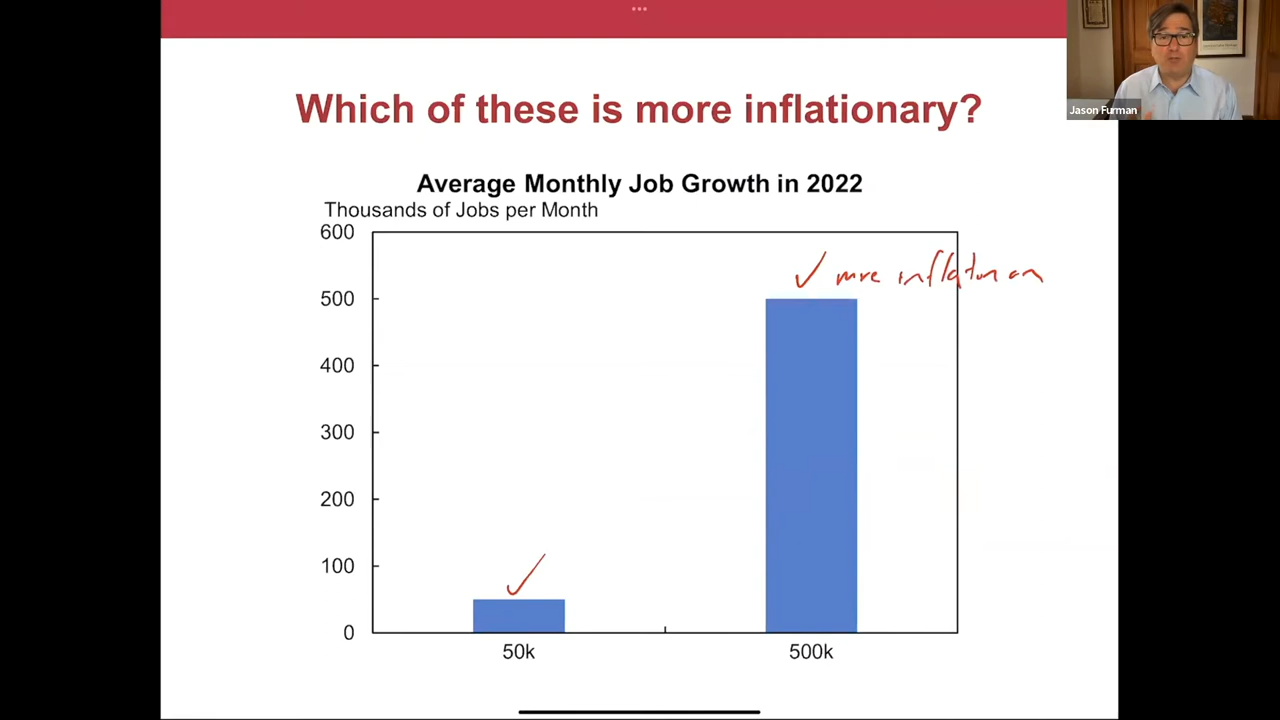 Jason Furman
Which of these is more inflationary?
Average Monthly Job Growth in 2022
Thousands of Jobs per Month
600
500
400
300
200
100
0
✓ more
✓
50k
500k